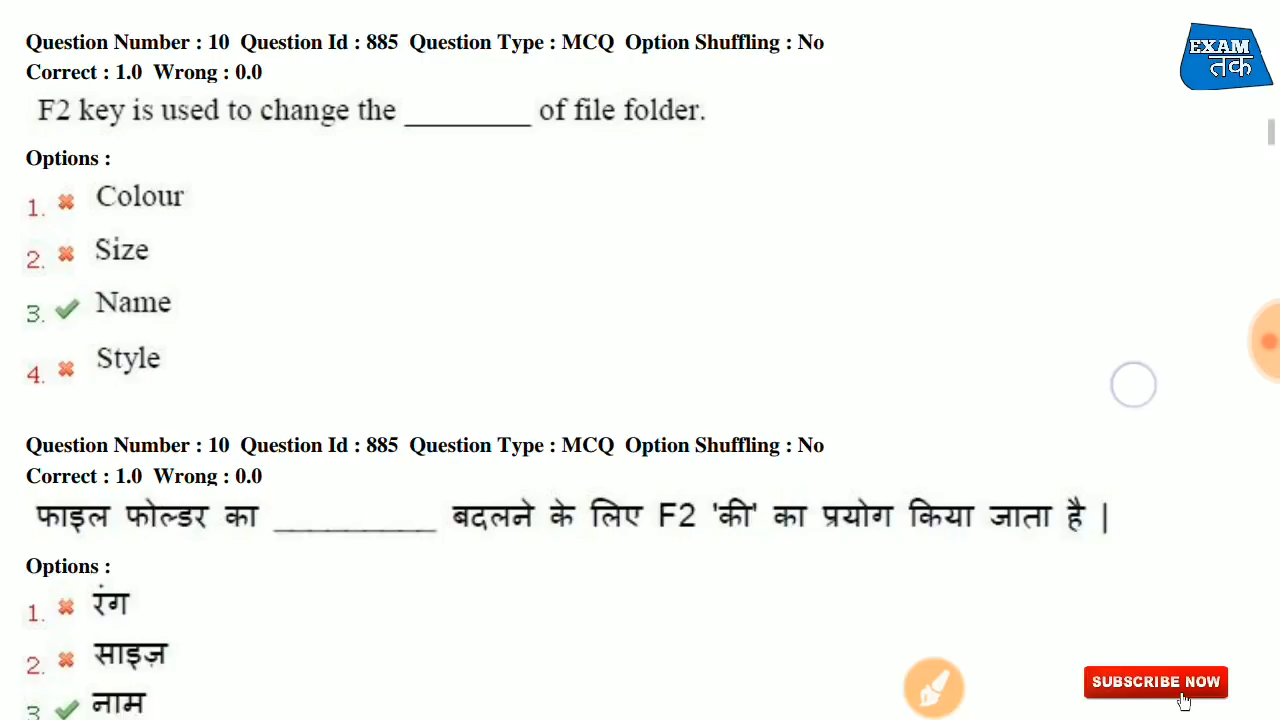 Question Number : 10 Question Id : 885 Question Type : MCQ Option Shuffling : No
Correct : 1.0 Wrong : 0.0
F2 key is used to change the _________ of file folder.
Options :
1. Colour
2. Size
3. Name
4. Style
Question Number : 10 Question Id : 885 Question Type : MCQ Option Shuffling : No
Correct : 1.0 Wrong : 0.0
फाइल फोल्डर का __________ बदलने के लिए F2 'की' का प्रयोग किया जाता है |
Options :
1. रंग
2. साइज़
3. नाम
EXAM
तक
SUBSCRIBE NOW